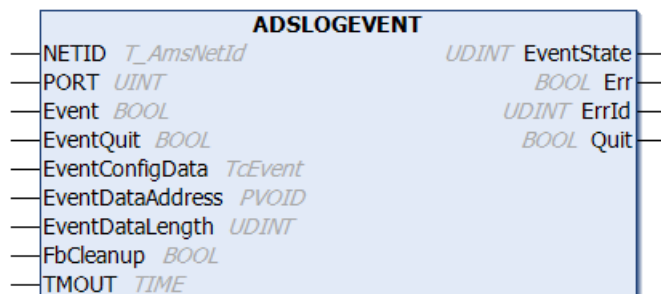 ADSLOGEVENT
NETID T_AmsNetId UDINT EventState
PORT UINT BOOL Err
Event BOOL UDINT ErrId
EventQuit BOOL BOOL Quit
EventConfigData TcEvent
EventDataAddress PVOID
EventDataLength UDINT
FbCleanup BOOL
TMOUT TIME